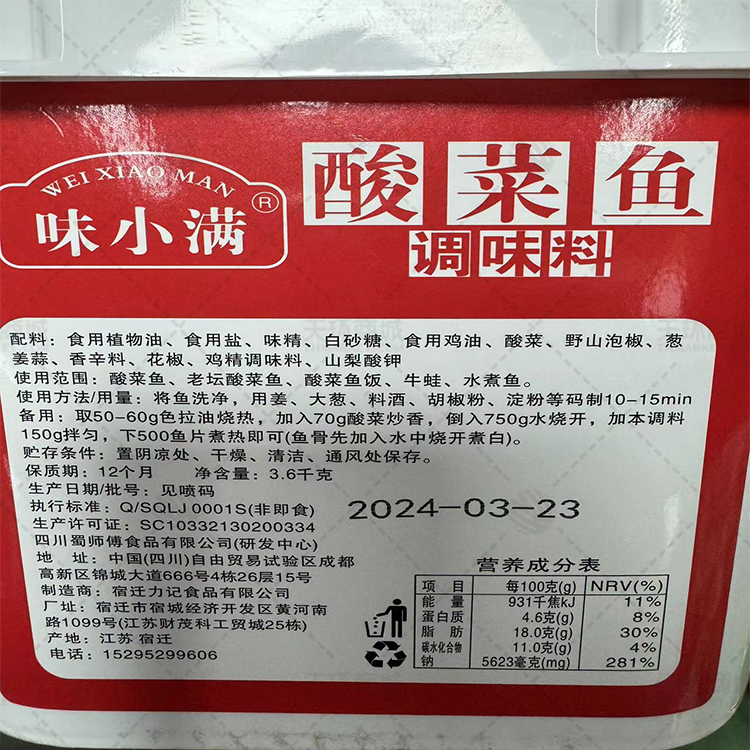 WEI XIAO MAN
味小满®
酸菜鱼
调味料
配料：食用植物油、食用盐、味精、白砂糖、食用鸡油、酸菜、野山泡椒、葱
姜蒜、香辛料、花椒、鸡精调味料、山梨酸钾
使用范围：酸菜鱼、老坛酸菜鱼、酸菜鱼饭、牛蛙、水煮鱼。
使用方法/用量：将鱼洗净，用姜、大葱、料酒、胡椒粉、淀粉等码制10-15min
备用：取50-60g色拉油烧热，加入70g酸菜炒香，倒入750g水烧开，加本调料
150g拌匀，下500鱼片煮热即可(鱼骨先加入水中烧开煮白)。
贮存条件：置阴凉处、干燥、清洁、通风处保存。
保质期：12个月 净含量：3.6千克
生产日期/批号：见喷码
执行标准：Q/SQLJ 0001S(非即食)
2024-03-23
生产许可证：SC10332130200334
四川蜀师傅食品有限公司(研发中心)
地 址：中国(四川)自由贸易试验区成都
高新区锦城大道666号4栋26层15号
制造商：宿迁力记食品有限公司
厂址：宿迁市宿城经济开发区黄河南
路1099号(江苏财茂科工贸城25栋)
产地：江苏 宿迁
电话：15295299606
营养成分表
项目 每100克(g) NRV(%)
能量 931千焦kJ 11%
蛋白质 4.6克(g) 8%
脂肪 18.0克(g) 30%
碳水化合物 11.0克(g) 4%
钠 5623毫克(mg) 281%